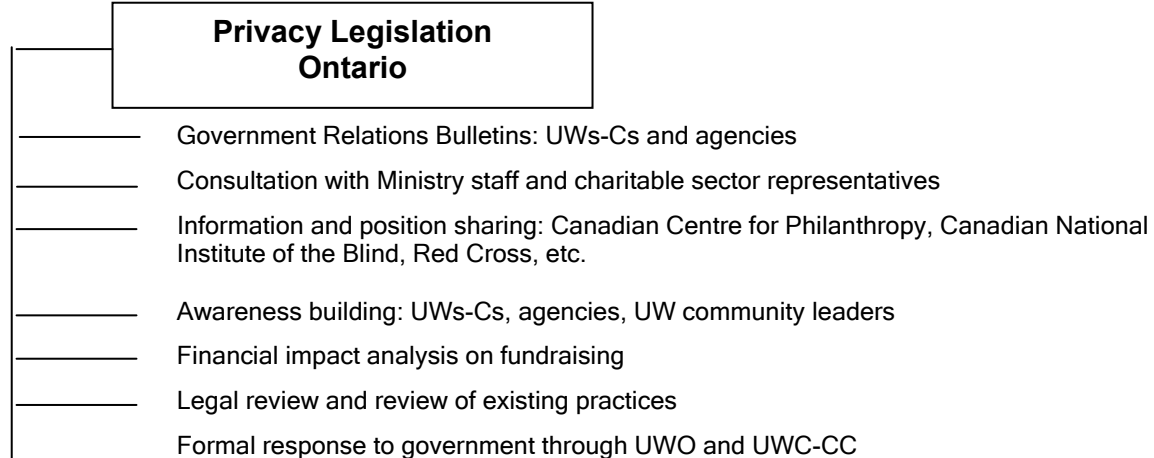 Privacy Legislation
Ontario
Government Relations Bulletins: UWs-Cs and agencies
Consultation with Ministry staff and charitable sector representatives
Information and position sharing: Canadian Centre for Philanthropy, Canadian National
Institute of the Blind, Red Cross, etc.
Awareness building: UWs-Cs, agencies, UW community leaders
Financial impact analysis on fundraising
Legal review and review of existing practices
Formal response to government through UWO and UWC-CC